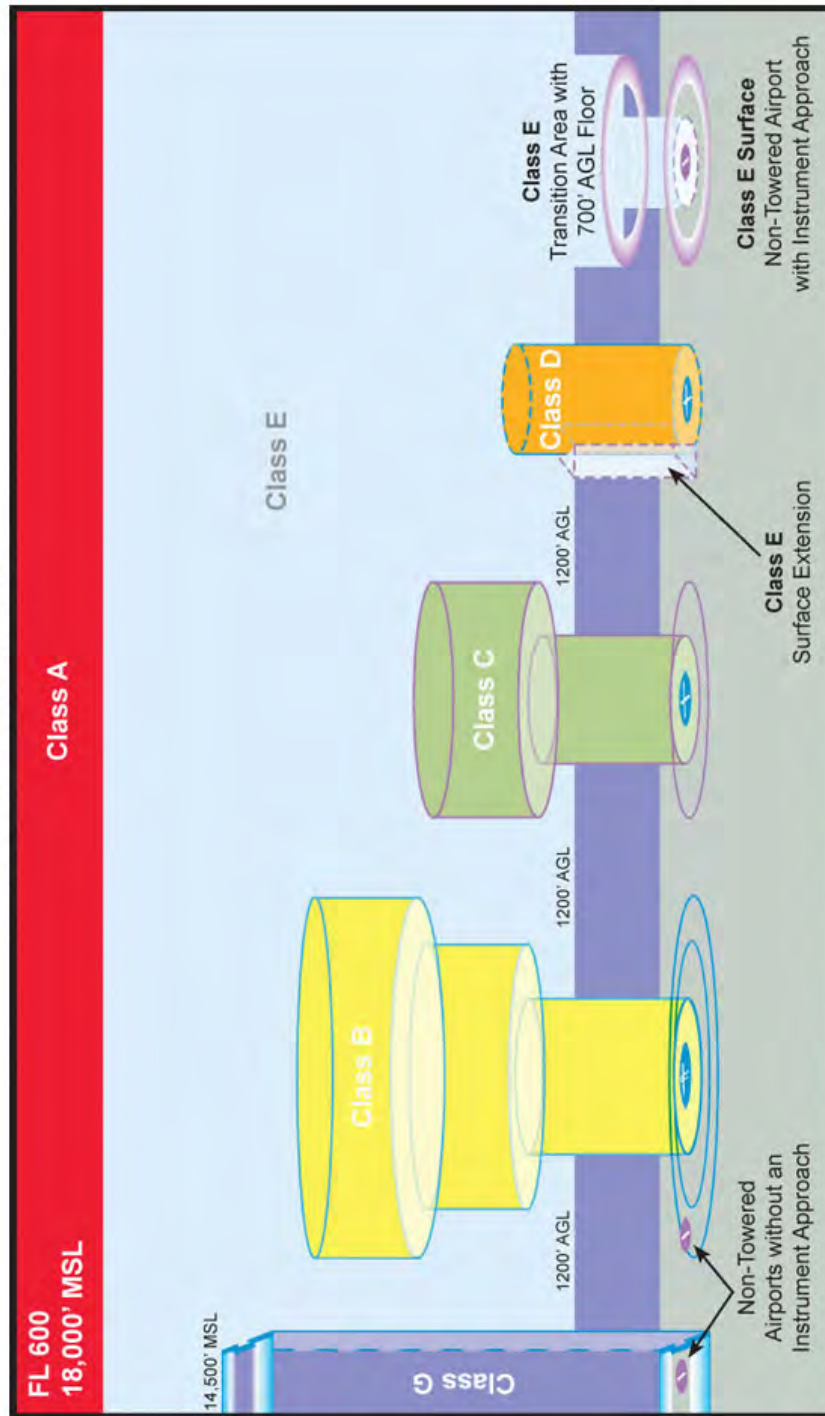 FL 600
18,000' MSL
Class A
14,500' MSL
Class G
1200' AGL
Class B
1200' AGL
Class C
1200' AGL
Class E
Class D
Class E
Transition Area with
700' AGL Floor
Non-Towered
Airports without an
Instrument Approach
Class E
Surface Extension
Class E Surface
Non-Towered Airport
with Instrument Approach